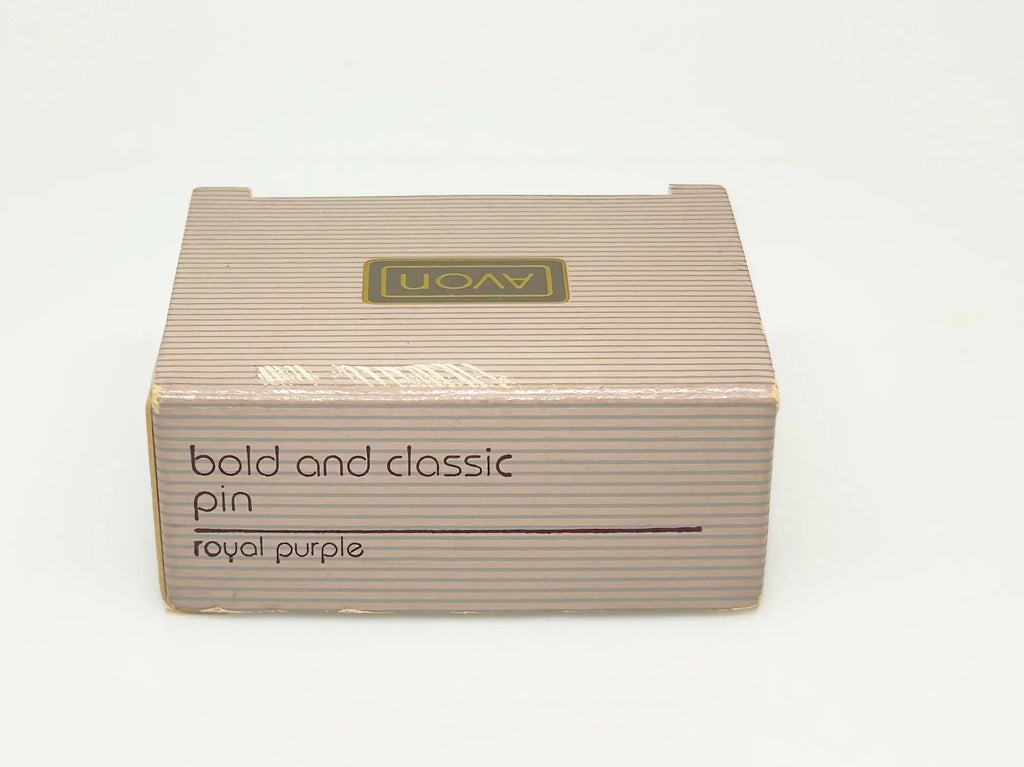 AVON
bold and classic
pin
royal purple